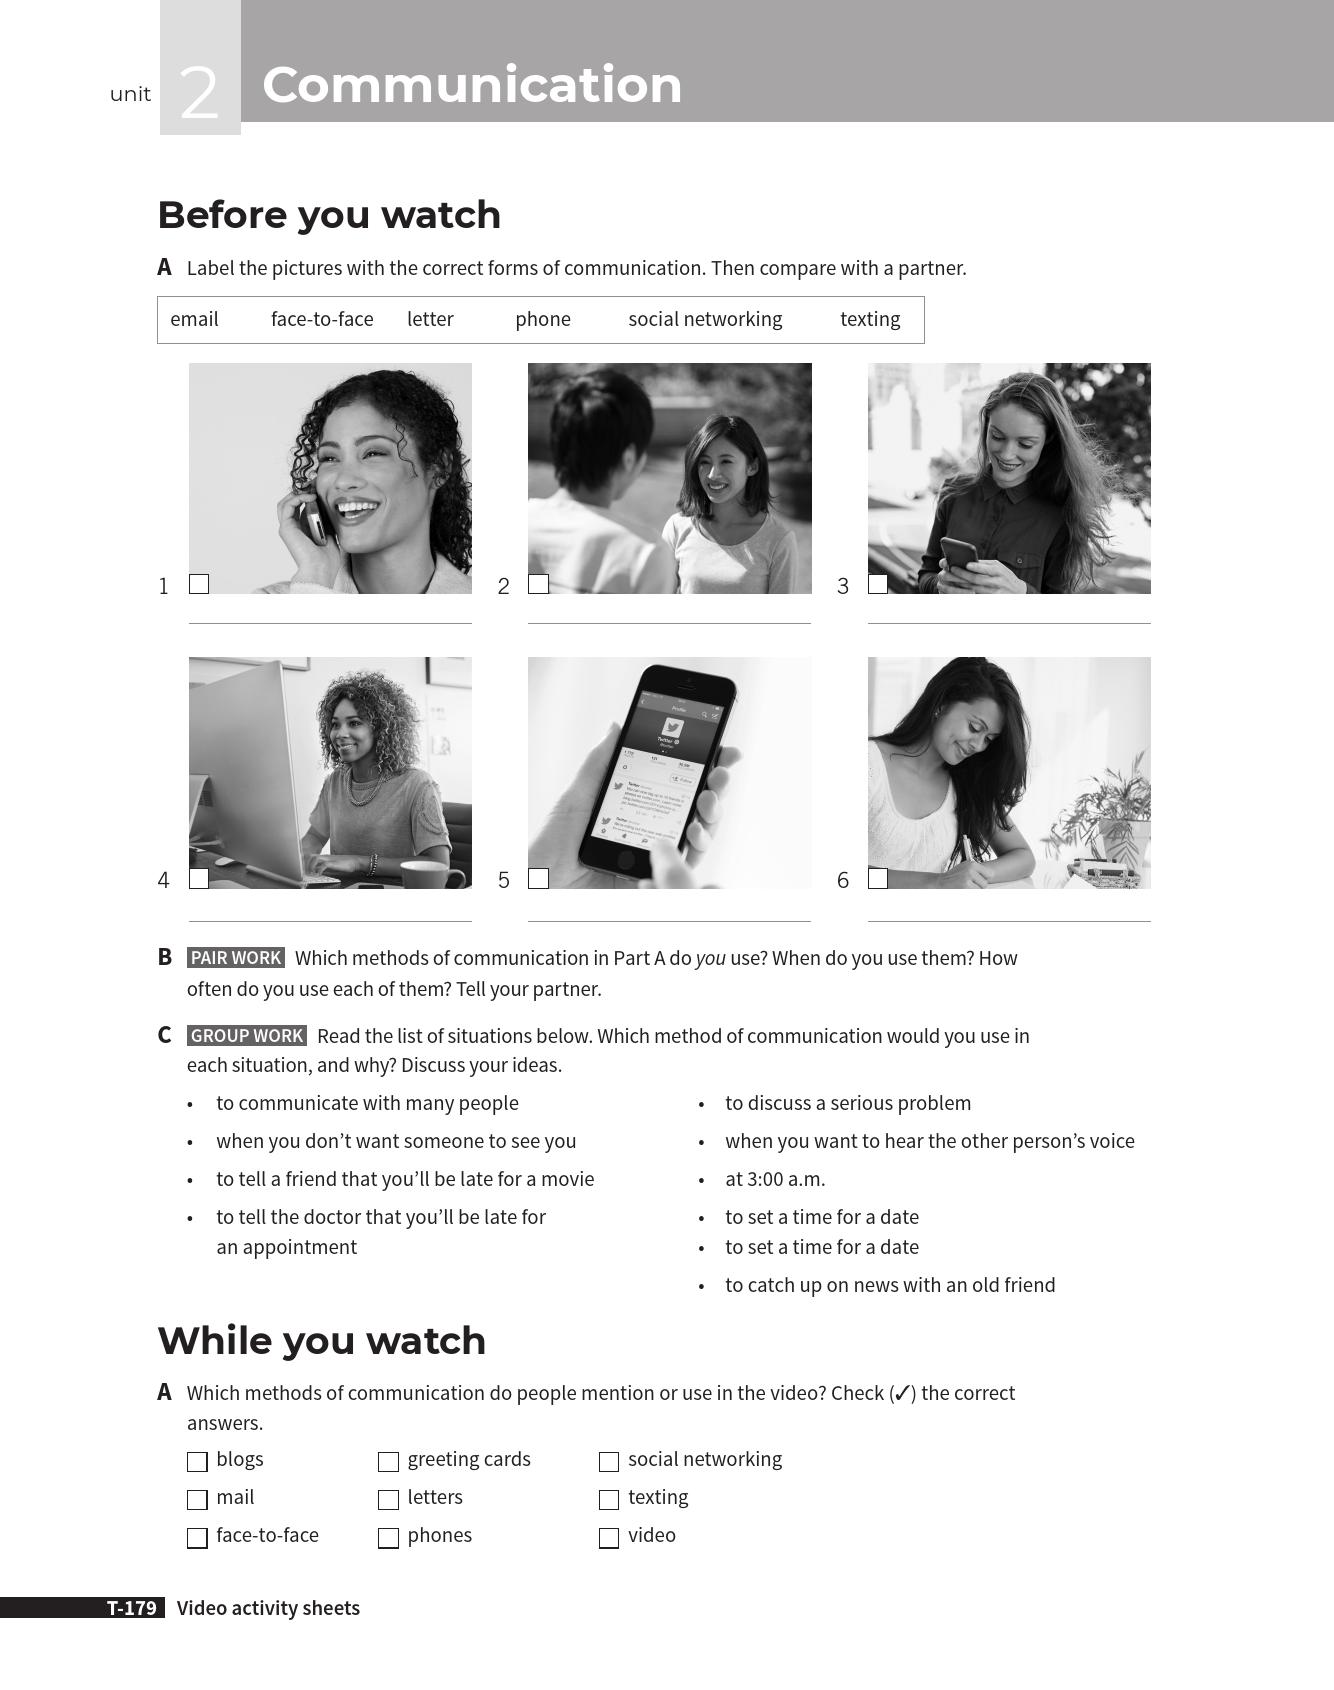 unit
2
Communication
Before you watch
A Label the pictures with the correct forms of communication. Then compare with a partner.
email face-to-face letter phone social networking texting
1
2
3
4
Profile
Twitter
Follow
5
6
B PAIR WORK Which methods of communication in Part A do you use? When do you use them? How
often do you use each of them? Tell your partner.
C GROUP WORK Read the list of situations below. Which method of communication would you use in
each situation, and why? Discuss your ideas.
• to communicate with many people
• when you don’t want someone to see you
• to tell a friend that you’ll be late for a movie
• to tell the doctor that you’ll be late for
an appointment
• to discuss a serious problem
• when you want to hear the other person’s voice
• at 3:00 a.m.
• to set a time for a date
• to set a time for a date
• to catch up on news with an old friend
While you watch
A Which methods of communication do people mention or use in the video? Check (✓) the correct
answers.
blogs greeting cards social networking
mail letters texting
face-to-face phones video
T-179 Video activity sheets